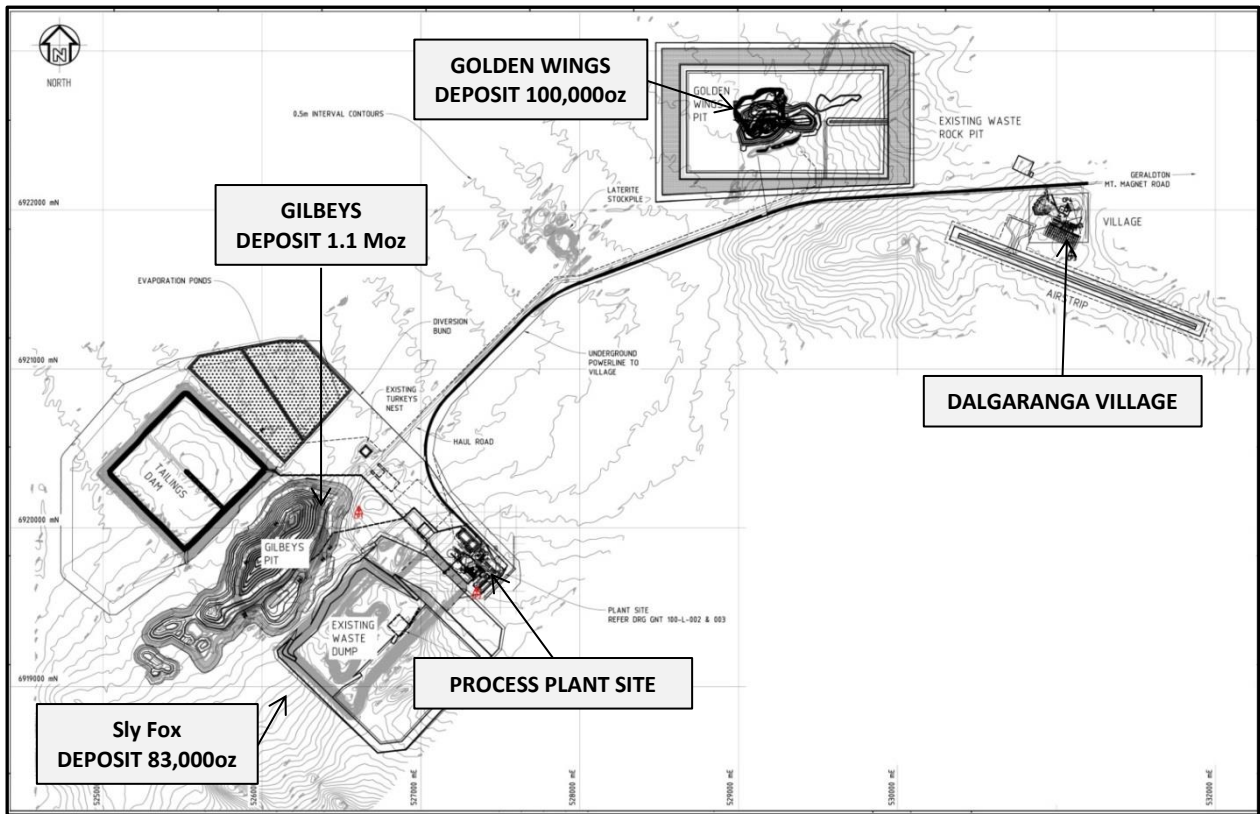 N
NORTH
GOLDEN WINGS
DEPOSIT 100,000oz
GOLDEN
WINGS
PIT
EXISTING WASTE
ROCK PIT
0.5m INTERVAL CONTOURS
GERALDTON
MT. MAGNET ROAD
LATERITE
STOCKPILE
6922000 mN
VILLAGE
GILBEYS
DEPOSIT 1.1 Moz
AIRSTRIP
EVAPORATION PONDS
DIVERSION
BUND
UNDERGROUND
POWERLINE TO
VILLAGE
6921000 mN
EXISTING
TURKEYS
NEST
DALGARANGA VILLAGE
HAUL ROAD
TAILINGS
DAM
6920000 mN
GILBEYS
PIT
PLANT SITE
REFER DRG GNT 100-L-002 & 003
EXISTING
WASTE
DUMP
6919000 mN
PROCESS PLANT SITE
Sly Fox
DEPOSIT 83,000oz
527000 mE
528000 mE
529000 mE
530000 mE
532000 mE